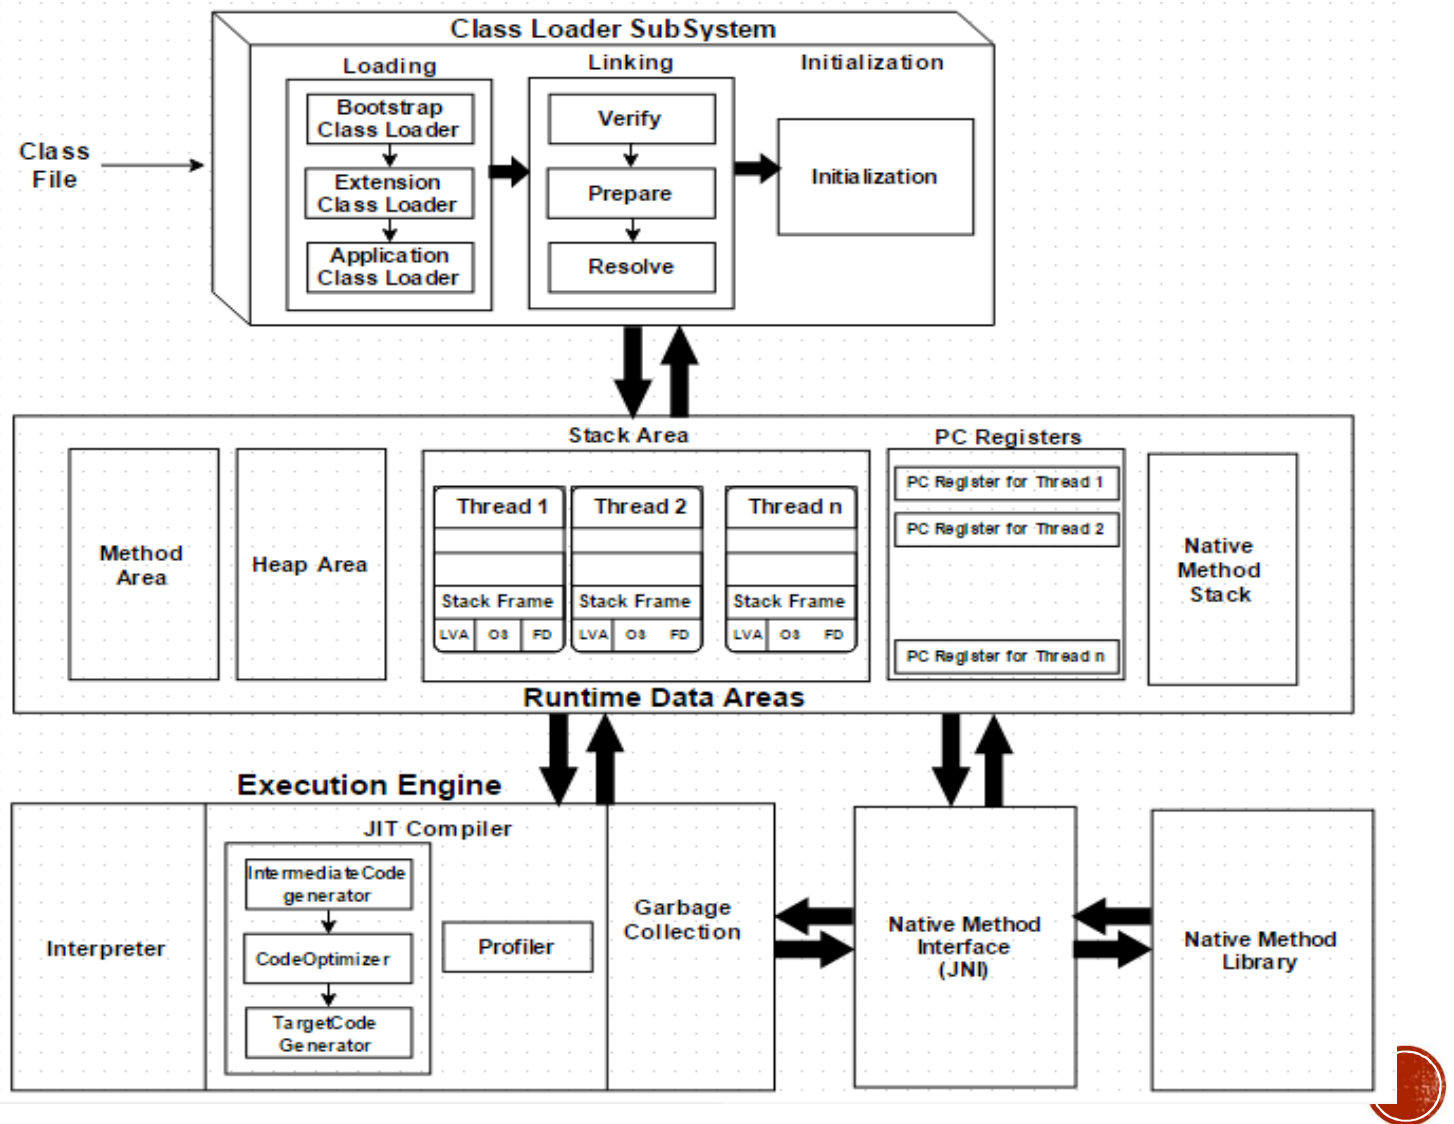 Class Loader SubSystem
Loading
Linking
Initialization
Class
File
Bootstrap
Class Loader
Extension
Class Loader
Application
Class Loader
Verify
Prepare
Resolve
Initialization
Stack Area
PC Registers
Method
Area
Heap Area
Thread 1
Stack Frame
LVA OS FD
Thread 2
Stack Frame
LVA OS FD
Thread n
Stack Frame
LVA OS FD
PC Register for Thread 1
PC Register for Thread 2
PC Register for Thread n
Native
Method
Stack
Runtime Data Areas
Execution Engine
Interpreter
JIT Compiler
IntermediateCode
generator
CodeOptimizer
TargetCode
Generator
Profiler
Garbage
Collection
Native Method
Interface
(JNI)
Native Method
Library